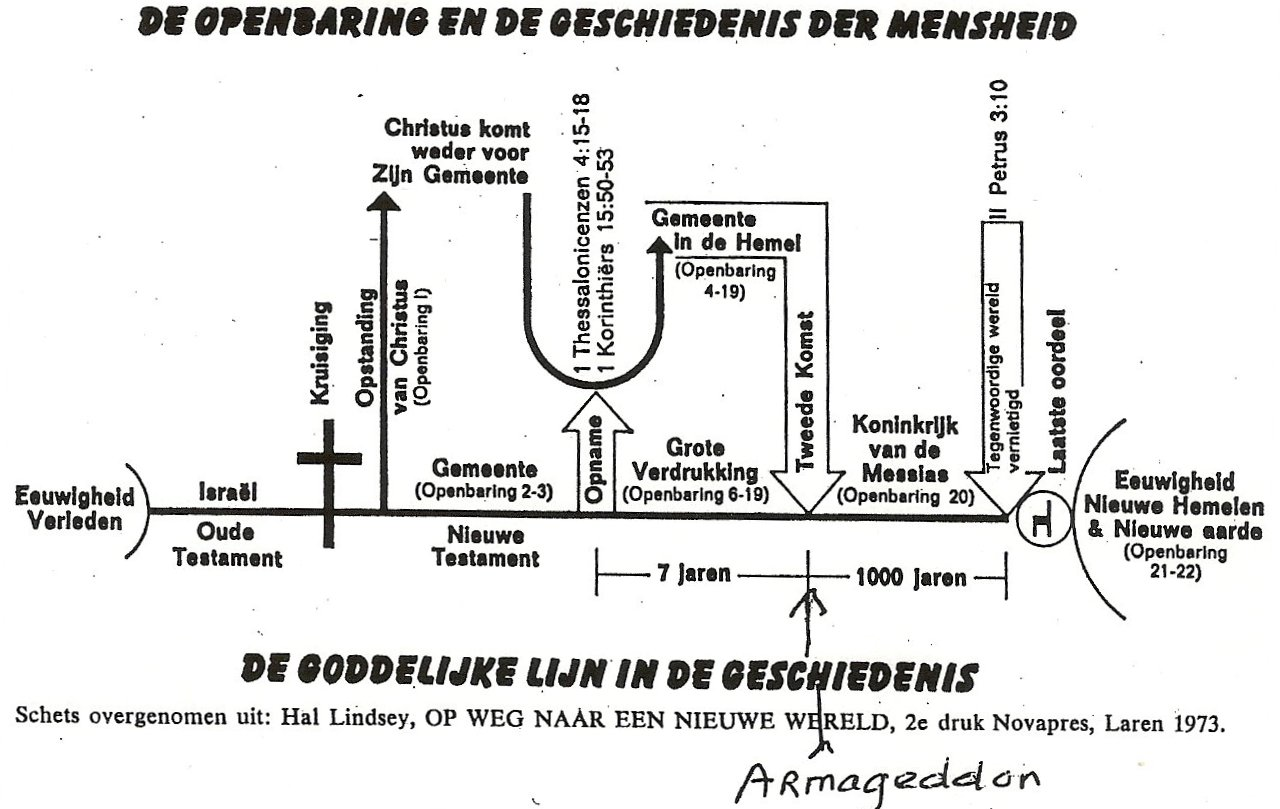 DE OPENBARING EN DE GESCHIEDENIS DER MENSHEID
Christus komt
weder voor
Zijn Gemeente
1 Thessalonicenzen 4:15-18
1 Korinthiërs 15:50-53
II Petrus 3:10
Gemeente
in de Hemel
(Openbaring
4-19)
Kruisiging
Opstanding
van Christus
(Openbaring I)
Opname
Tweede Komst
Tegenwoordige wereld
vernietigd
Laatste oordeel
Eeuwigheid
Verleden
Israël
Oude
Testament
Gemeente
(Openbaring 2-3)
Nieuwe
Testament
Grote
Verdrukking
(Openbaring 6-19)
Koninkrijk
van de
Messias
(Openbaring 20)
Eeuwigheid
Nieuwe Hemelen
& Nieuwe aarde
(Openbaring
21-22)
7 jaren
1000 jaren
DE GODDELIJKE LIJN IN DE GESCHIEDENIS
Schets overgenomen uit: Hal Lindsey, OP WEG NAAR EEN NIEUWE WERELD, 2e druk Novapres, Laren 1973.
ARmageddon